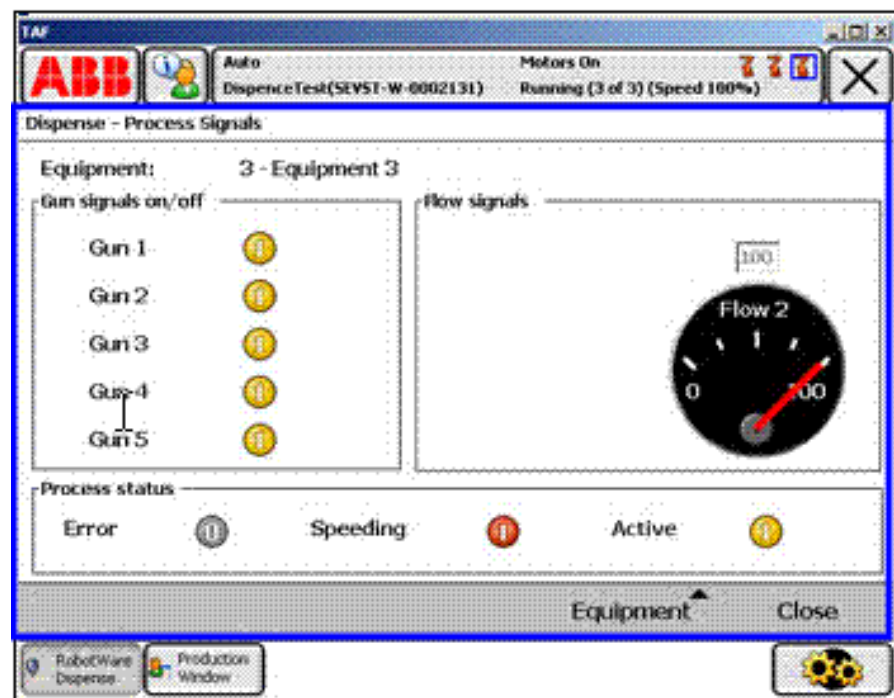 TAF
ABB
Auto
Motors On
DispenceTest(SEVST-W-0002131)
Running (3 of 3) (Speed 100%)
Dispense - Process Signals
Equipment: 3 - Equipment 3
Gun signals on/off
Flow signals
Gun 1
Gun 2
Gun 3
Gun 4
Gun 5
100
Flow 2
1
0
100
Process status
Error
Speeding
Active
Equipment
Close
RobotWare
Dispense
Production
Window